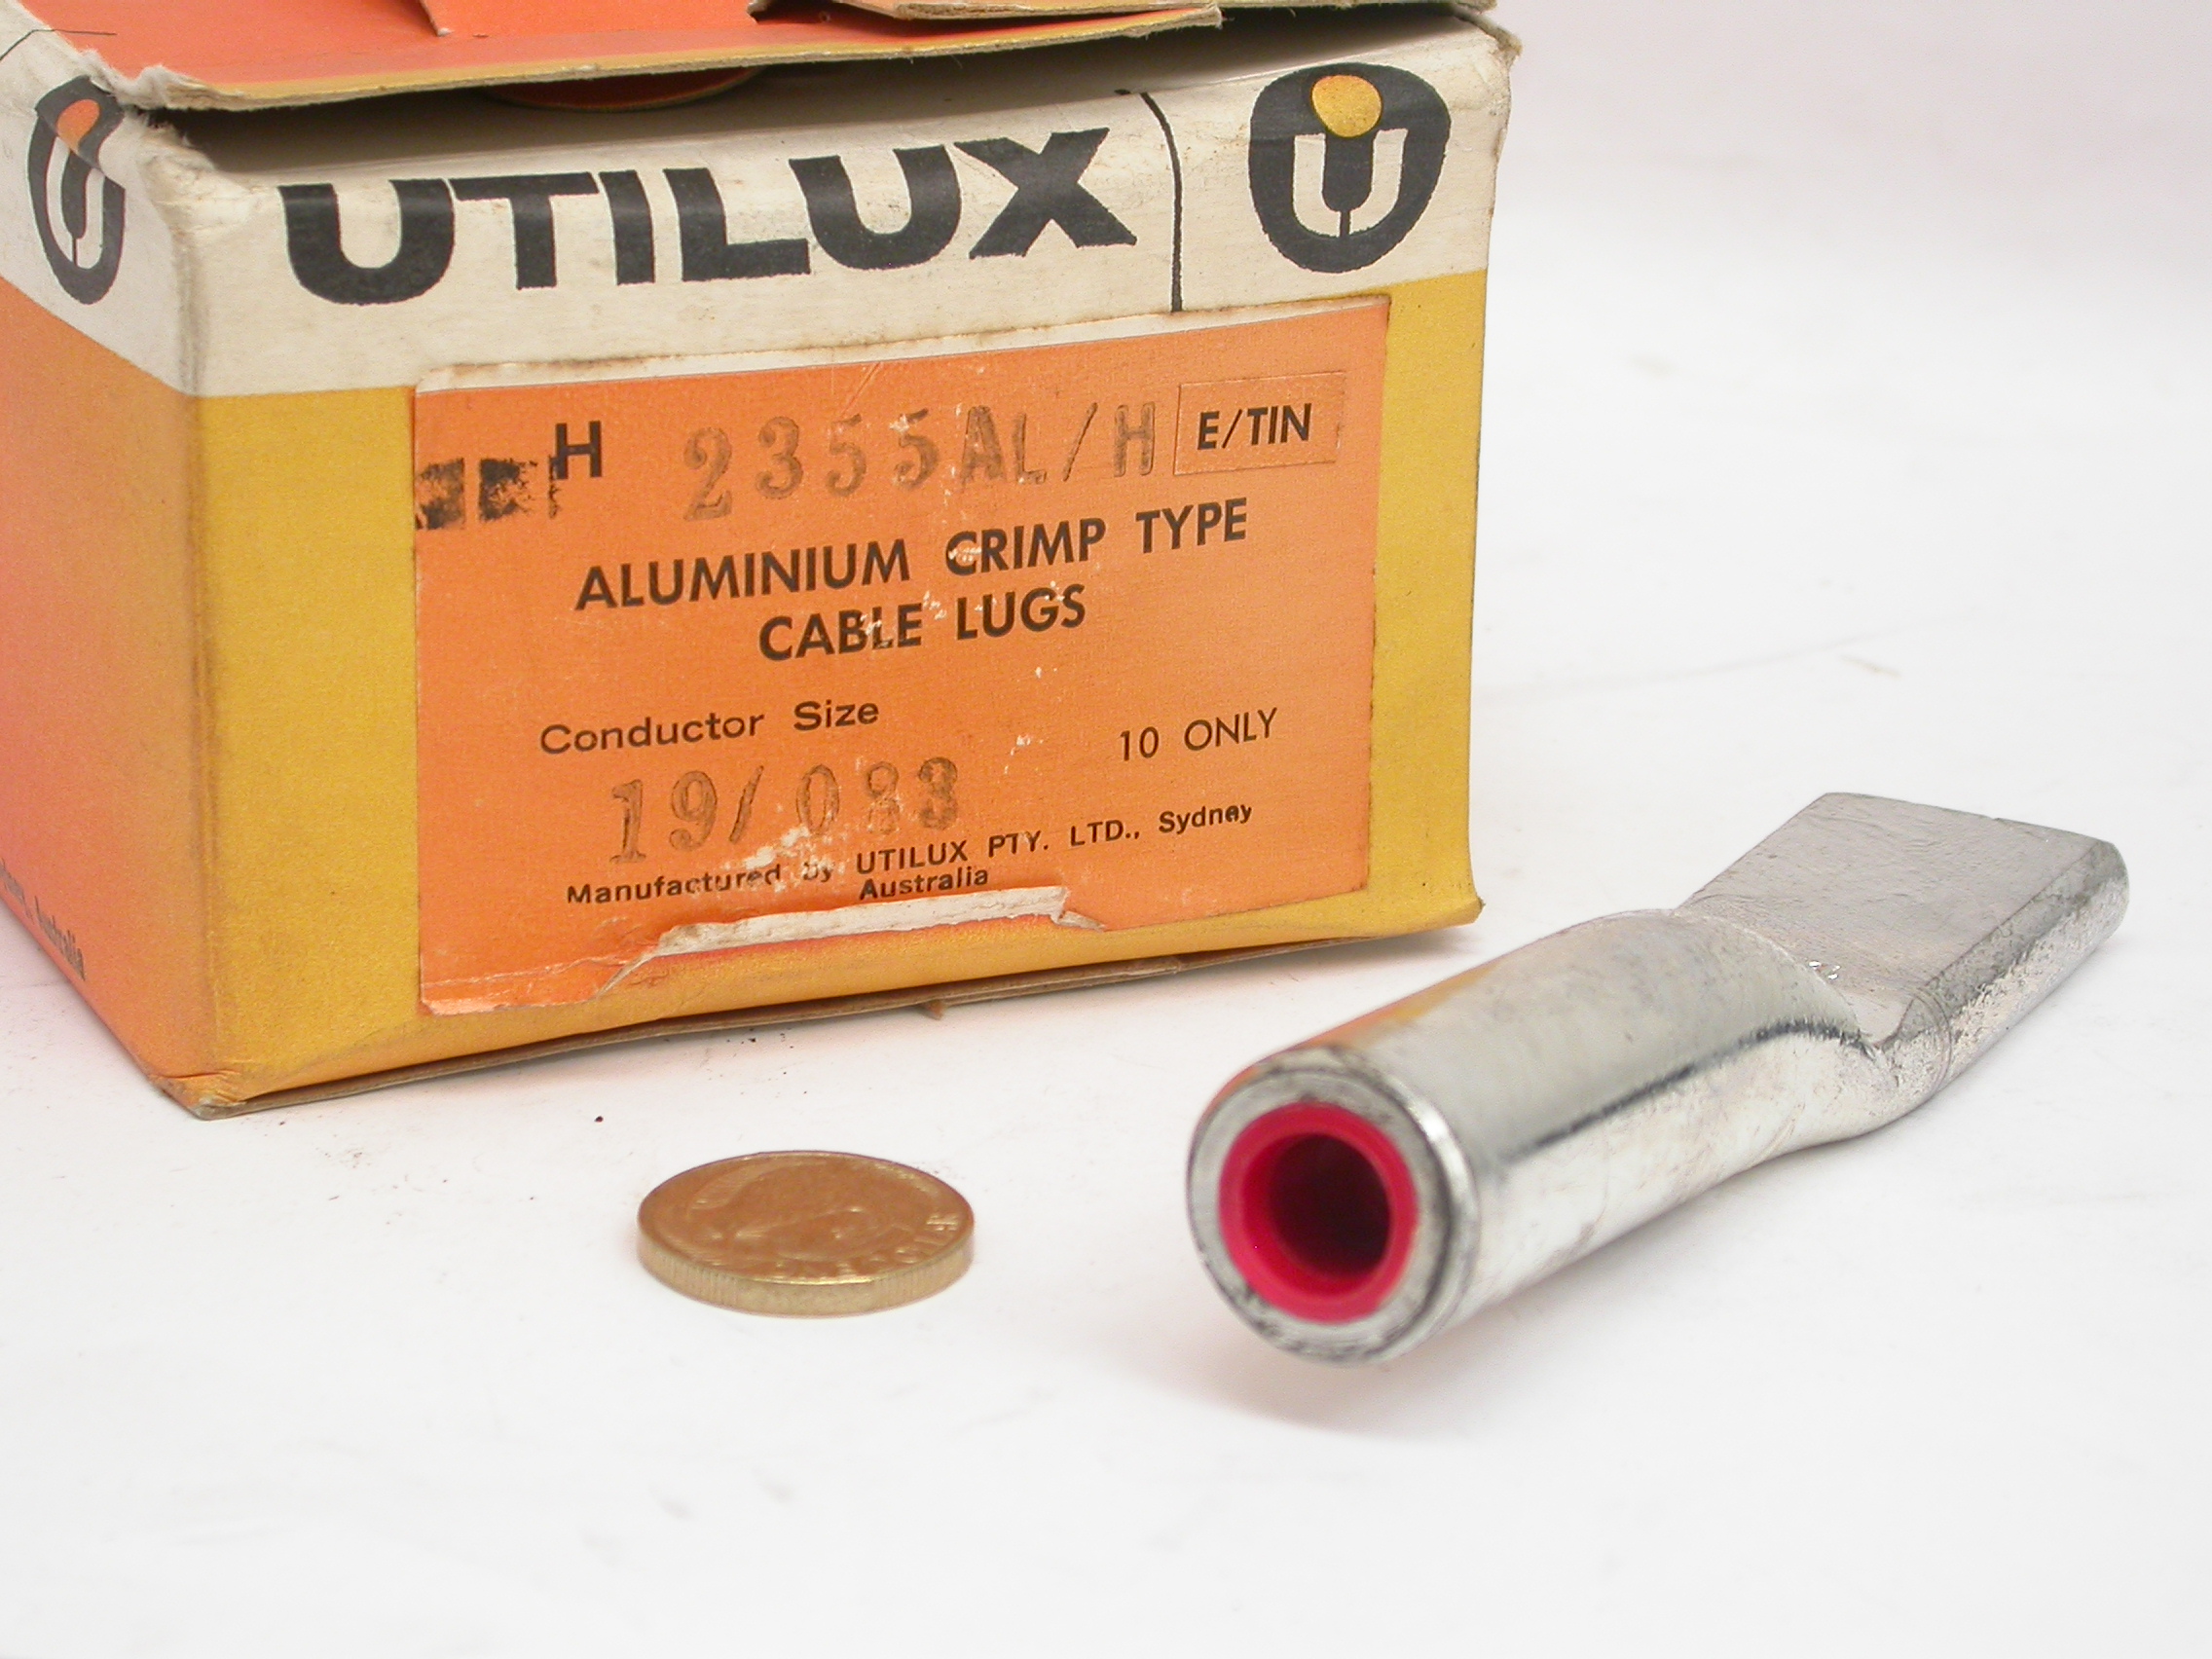 UTILUX
H 2355AL/H E/TIN
ALUMINIUM CRIMP TYPE
CABLE LUGS
Conductor Size
10 ONLY
19/083
Manufactured by UTILUX PTY. LTD., Sydney
Australia
Australia